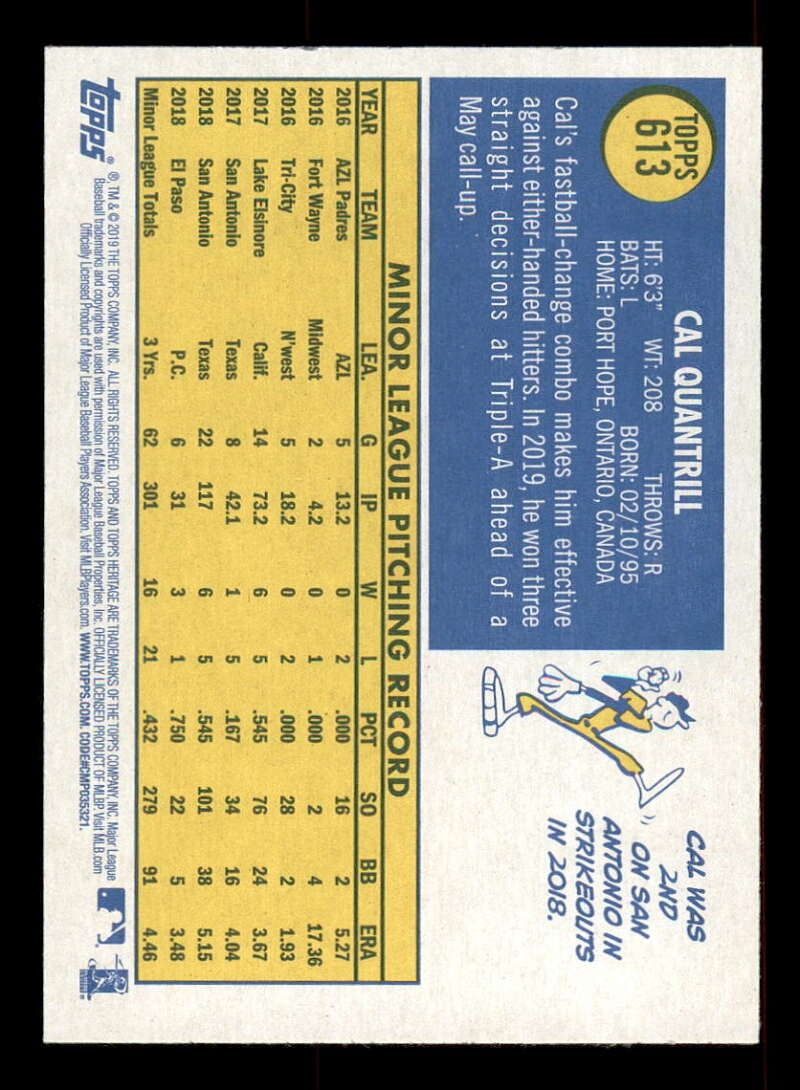 TOPPS
613
CAL QUANTRILL
HT: 6'3" WT: 208 THROWS: R
BATS: L BORN: 02/10/95
HOME: PORT HOPE, ONTARIO, CANADA
Cal's fastball-change combo makes him effective
against either-handed hitters. In 2019, he won three
straight decisions at Triple-A ahead of a
May call-up.
CAL WAS
2ND
ON SAN
ANTONIO IN
STRIKEOUTS
IN 2018.
MINOR LEAGUE PITCHING RECORD
YEAR TEAM LEA. G IP W L PCT SO BB ERA
2016 AZL Padres AZL 5 13.2 0 2 .000 16 2 5.27
2016 Fort Wayne Midwest 2 4.2 0 1 .000 2 4 17.36
2016 Tri-City N'west 5 18.2 0 2 .000 28 2 1.93
2017 Lake Elsinore Calif. 14 73.2 6 5 .545 76 24 3.67
2017 San Antonio Texas 8 42.1 1 5 .167 34 16 4.04
2018 San Antonio Texas 22 117 6 5 .545 101 38 5.15
2018 El Paso P.C. 6 31 3 1 .750 22 5 3.48
Minor League Totals 3 Yrs. 62 301 16 21 .432 279 91 4.46
topps®
® TM & © 2019 THE TOPPS COMPANY, INC. ALL RIGHTS RESERVED. TOPPS AND TOPPS HERITAGE ARE TRADEMARKS OF THE TOPPS COMPANY, INC. Major League
Baseball trademarks and copyrights are used with permission of Major League Baseball Properties, Inc. OFFICIALLY LICENSED PRODUCT OF MLBP. Visit MLB.com
Officially Licensed Product of Major League Baseball Players Association. Visit MLBPlayers.com. WWW.TOPPS.COM. CODE#CMP035321.